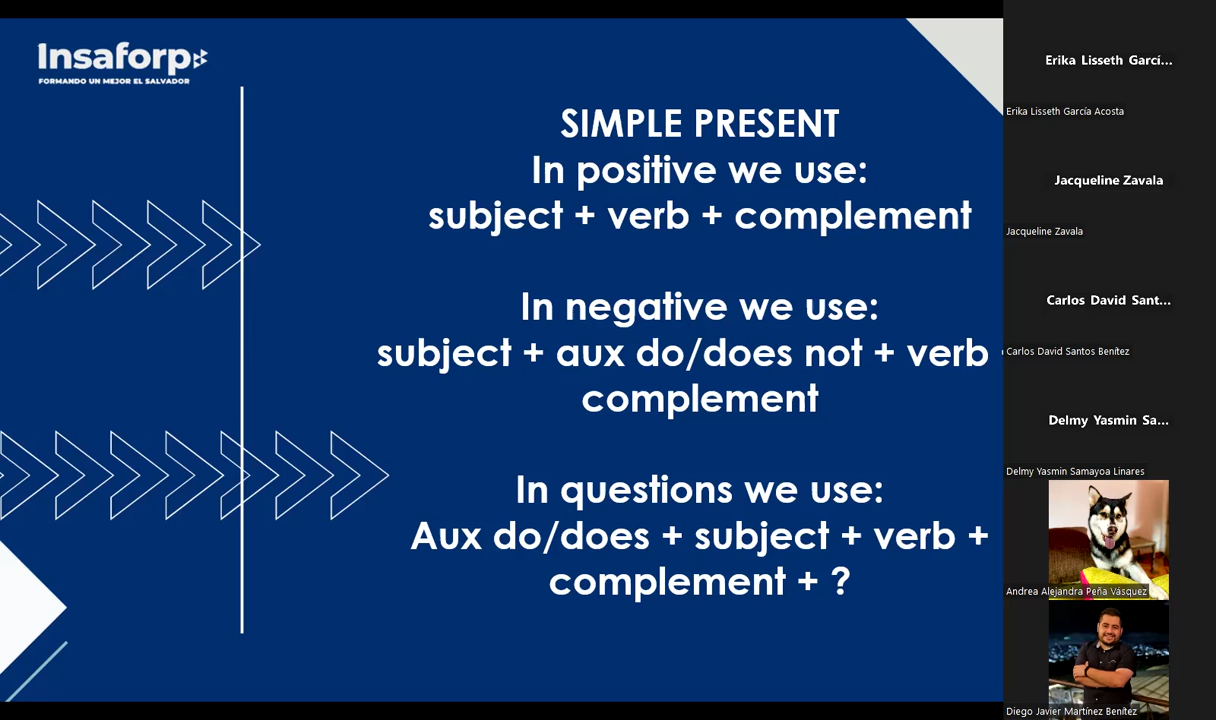 Insaforp
FORMANDO UN MEJOR EL SALVADOR
SIMPLE PRESENT
In positive we use:
subject + verb + complement
In negative we use:
subject + aux do/does not + verb
complement
In questions we use:
Aux do/does + subject + verb +
complement + ?
Erika Lisseth Garcí...
Erika Lisseth García Acosta
Jacqueline Zavala
Jacqueline Zavala
Carlos David Sant...
Carlos David Santos Benítez
Delmy Yasmin Sa...
Delmy Yasmin Samayoa Linares
Andrea Alejandra Peña Vásquez
Diego Javier Martínez Benítez